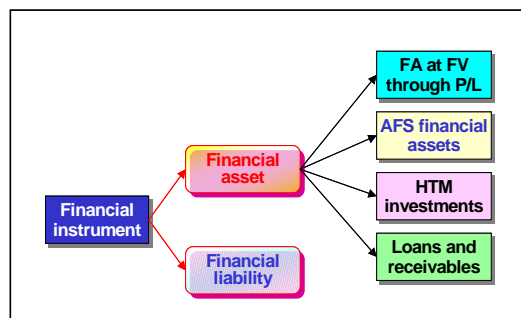 FA at FV
through P/L
AFS financial
assets
Financial
asset
HTM
investments
Financial
instrument
Loans and
receivables
Financial
liability